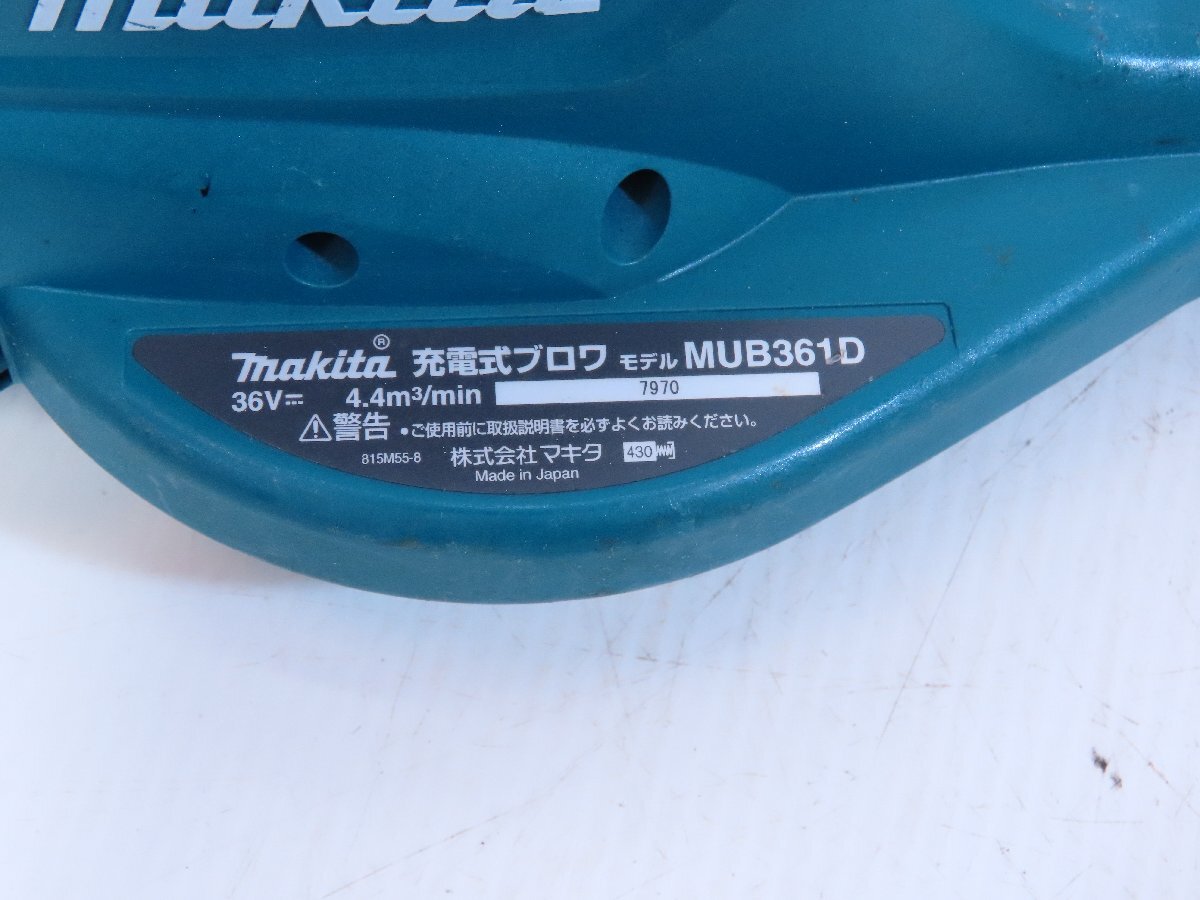 makita
makita® 充電式ブロワ モデル MUB361D
36V⎓ 4.4m³/min 7970
⚠警告 •ご使用前に取扱説明書を必ずよくお読みください。
815M55-8 株式会社マキタ 430
Made in Japan